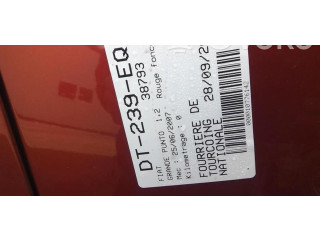 DT-239-EQ
38793
FIAT
GRANDE PUNTO 1.2 Rouge fonc
Mec : 25/06/2007
Kilometrage : 0
FOURRIERE DE
TOURCOING 28/09/2
NATIONALE